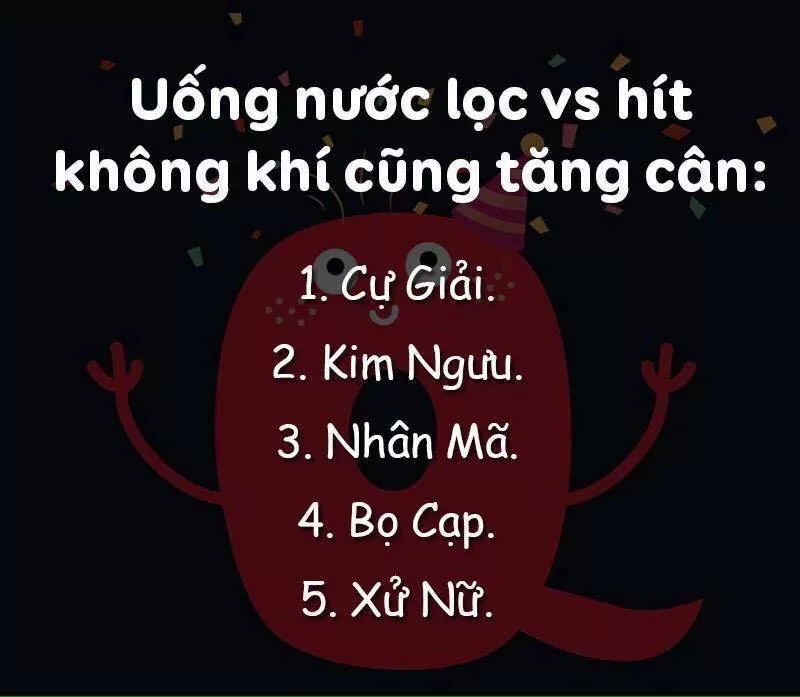 Uống nước lọc vs hít
không khí cũng tăng cân:
1. Cự Giải.
2. Kim Ngưu.
3. Nhân Mã.
4. Bọ Cạp.
5. Xử Nữ.